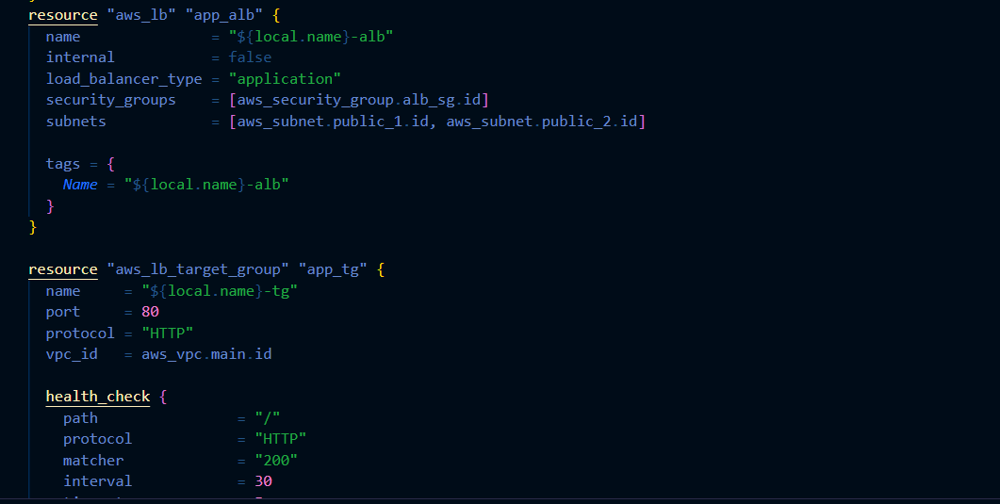 resource "aws_lb" "app_alb" {
  name               = "${local.name}-alb"
  internal           = false
  load_balancer_type = "application"
  security_groups    = [aws_security_group.alb_sg.id]
  subnets            = [aws_subnet.public_1.id, aws_subnet.public_2.id]

  tags = {
    Name = "${local.name}-alb"
  }
}

resource "aws_lb_target_group" "app_tg" {
  name     = "${local.name}-tg"
  port     = 80
  protocol = "HTTP"
  vpc_id   = aws_vpc.main.id

  health_check {
    path                = "/"
    protocol            = "HTTP"
    matcher             = "200"
    interval            = 30